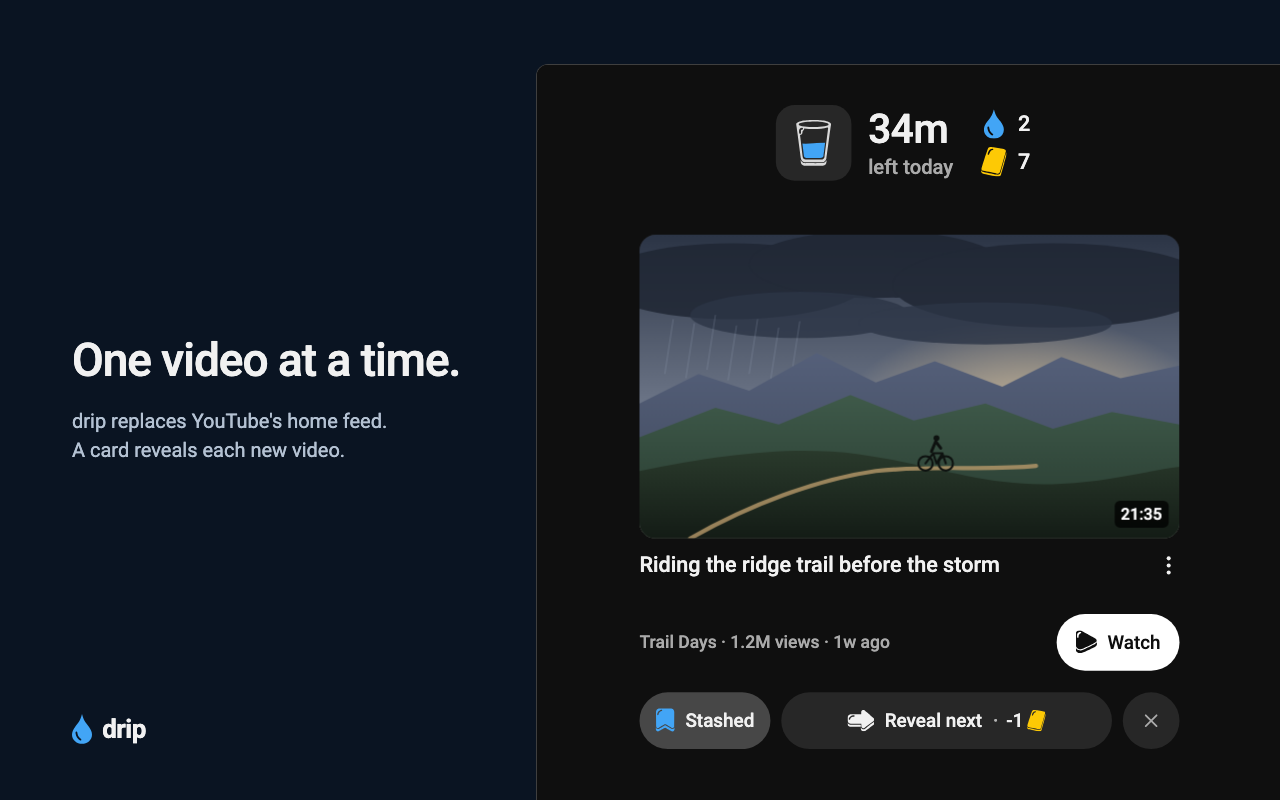 One video at a time.
drip replaces YouTube's home feed.
A card reveals each new video.
drip
34m
left today
2
7
21:35
Riding the ridge trail before the storm
Trail Days · 1.2M views · 1w ago
Watch
Stashed
Reveal next · -1